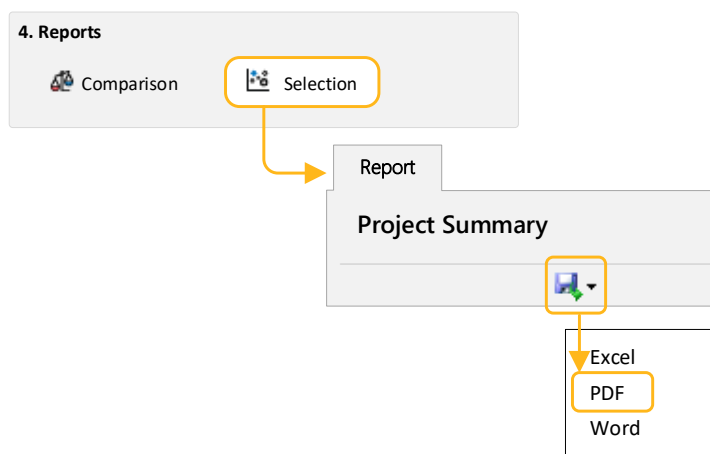 4. Reports
Comparison Selection
Report
Project Summary
Excel
PDF
Word